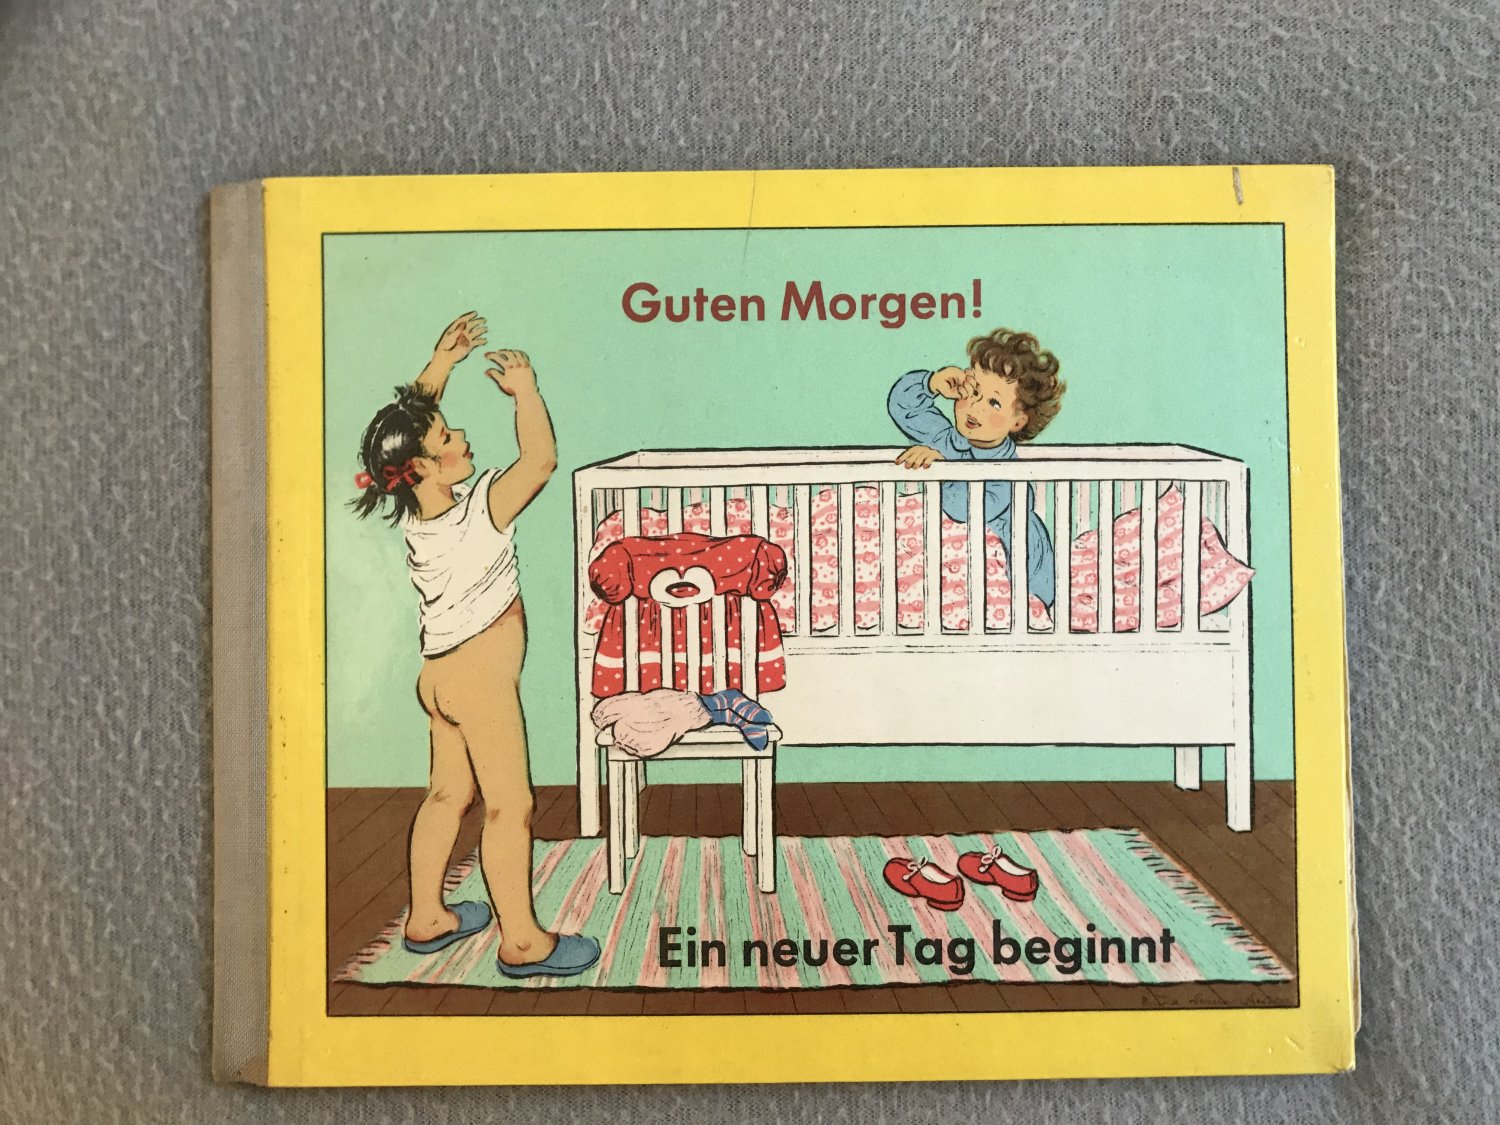 Guten Morgen!
Ein neuer Tag beginnt